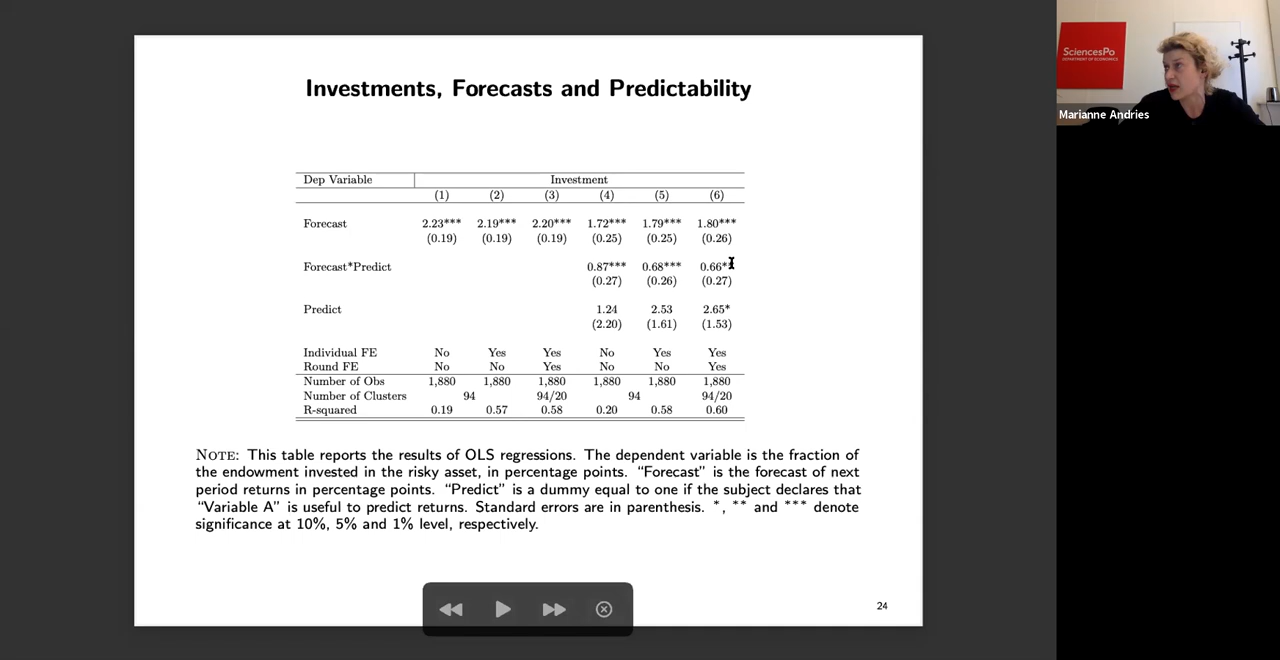 Investments, Forecasts and Predictability
Dep Variable Investment
(1) (2) (3) (4) (5) (6)
Forecast 2.23*** 2.19*** 2.20*** 1.72*** 1.79*** 1.80***
(0.19) (0.19) (0.19) (0.25) (0.25) (0.26)
Forecast*Predict 0.87*** 0.68*** 0.66**
(0.27) (0.26) (0.27)
Predict 1.24 2.53 2.65*
(2.20) (1.61) (1.53)
Individual FE No Yes Yes No Yes Yes
Round FE No No Yes No No Yes
Number of Obs 1,880 1,880 1,880 1,880 1,880 1,880
Number of Clusters 94 94/20 94 94/20
R-squared 0.19 0.57 0.58 0.20 0.58 0.60
NOTE: This table reports the results of OLS regressions. The dependent variable is the fraction of
the endowment invested in the risky asset, in percentage points. "Forecast" is the forecast of next
period returns in percentage points. "Predict" is a dummy equal to one if the subject declares that
"Variable A" is useful to predict returns. Standard errors are in parenthesis. *, ** and *** denote
significance at 10%, 5% and 1% level, respectively.
24
SciencesPo
DEPARTMENT OF ECONOMICS
Marianne Andries